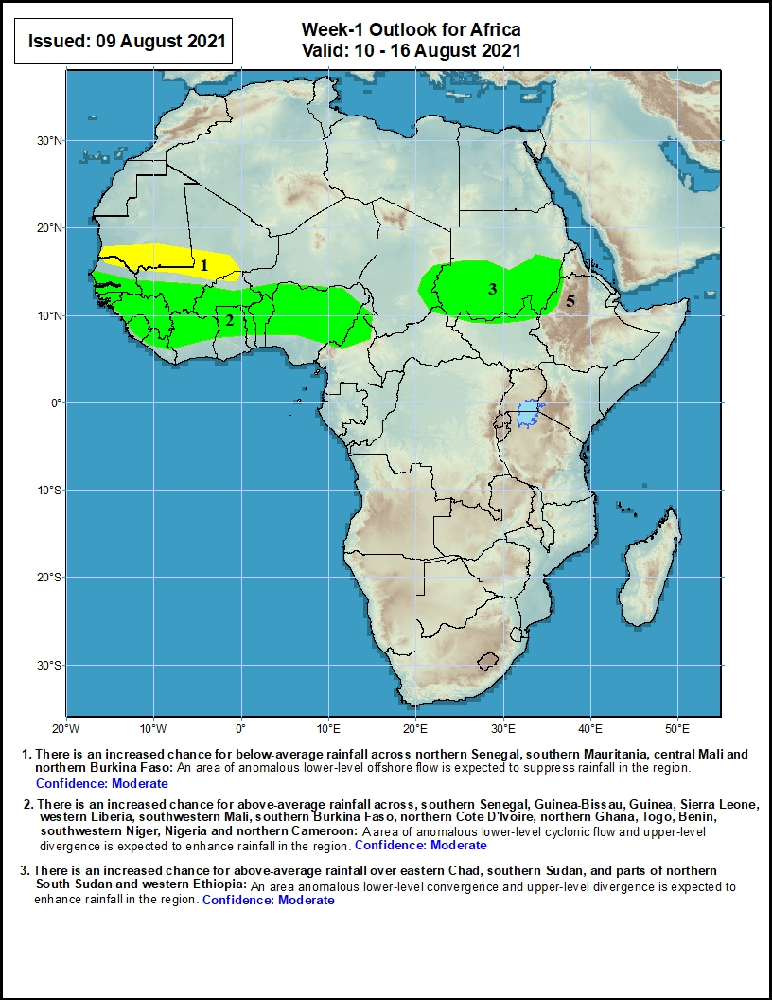 Issued: 09 August 2021
Week-1 Outlook for Africa
Valid: 10 - 16 August 2021
30°N
20°N
10°N
0°
10°S
20°S
30°S
1
2
3
5
20°W 10°W 0° 10°E 20°E 30°E 40°E 50°E
1. There is an increased chance for below-average rainfall across northern Senegal, southern Mauritania, central Mali and
northern Burkina Faso: An area of anomalous lower-level offshore flow is expected to suppress rainfall in the region.
Confidence: Moderate
2. There is an increased chance for above-average rainfall across, southern Senegal, Guinea-Bissau, Guinea, Sierra Leone,
western Liberia, southwestern Mali, southern Burkina Faso, northern Cote D'Ivoire, northern Ghana, Togo, Benin,
southwestern Niger, Nigeria and northern Cameroon: A area of anomalous lower-level cyclonic flow and upper-level
divergence is expected to enhance rainfall in the region. Confidence: Moderate
3. There is an increased chance for above-average rainfall over eastern Chad, southern Sudan, and parts of northern
South Sudan and western Ethiopia: An area anomalous lower-level convergence and upper-level divergence is expected to
enhance rainfall in the region. Confidence: Moderate